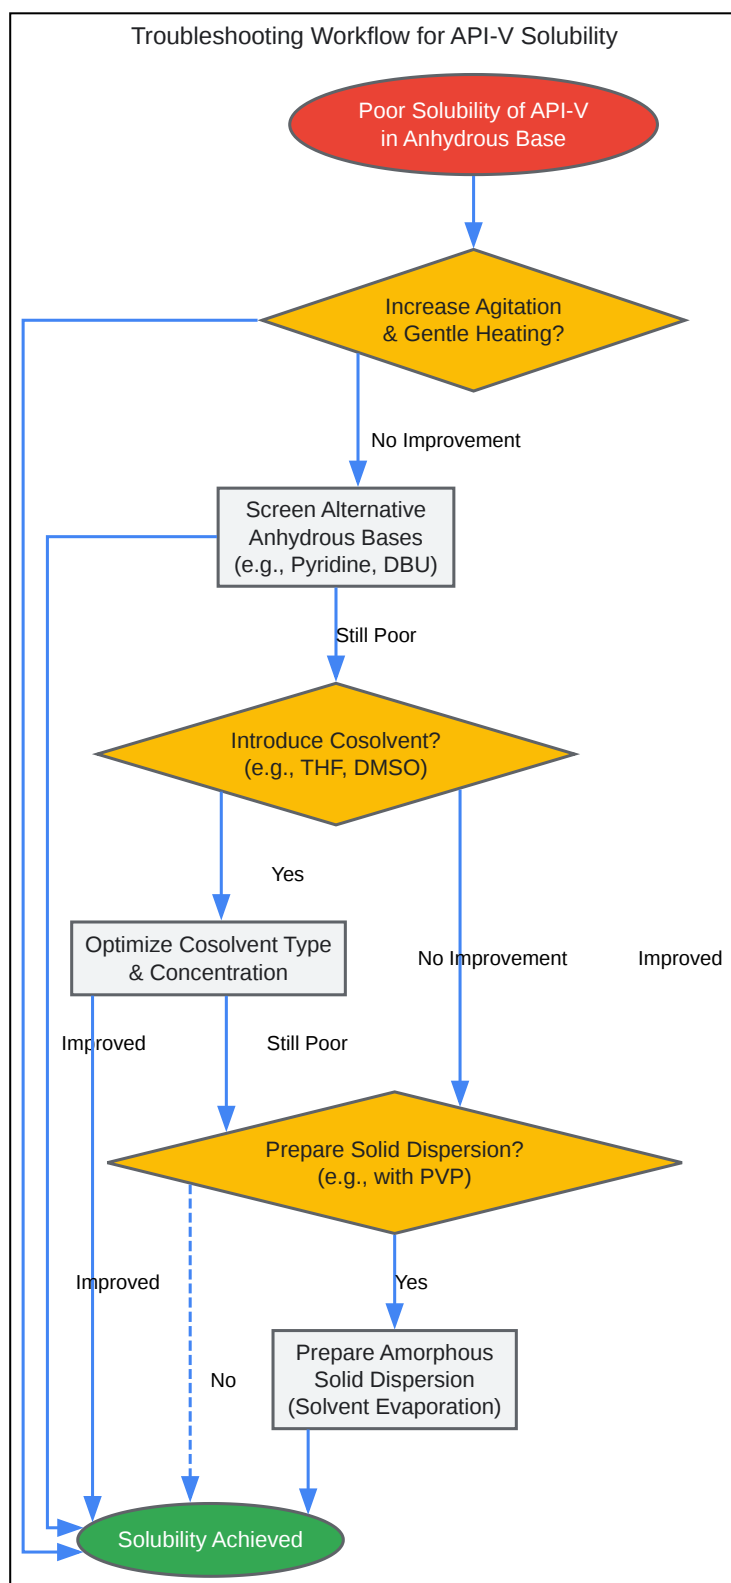 Troubleshooting Workflow for API-V Solubility
Poor Solubility of API-V
in Anhydrous Base
Increase Agitation
& Gentle Heating?
No Improvement
Screen Alternative
Anhydrous Bases
(e.g., Pyridine, DBU)
Still Poor
Introduce Cosolvent?
(e.g., THF, DMSO)
Yes
Optimize Cosolvent Type
& Concentration
No Improvement
Improved
Improved
Still Poor
Prepare Solid Dispersion?
(e.g., with PVP)
Improved
Yes
Prepare Amorphous
Solid Dispersion
(Solvent Evaporation)
No
Solubility Achieved